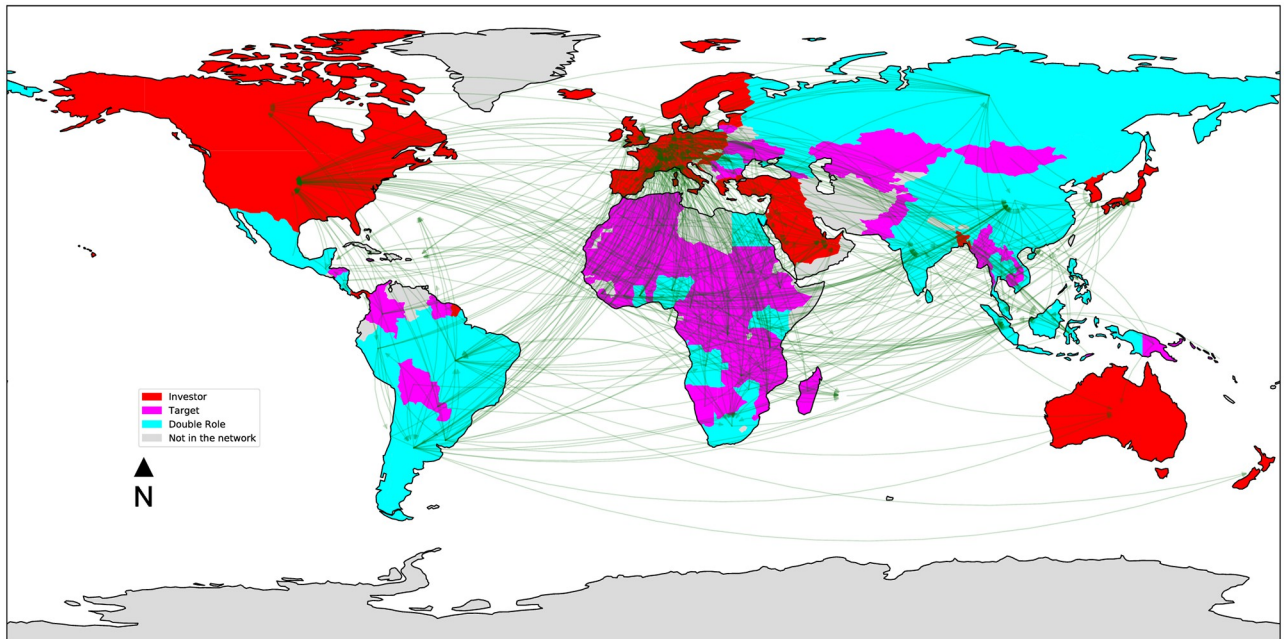 Investor
Target
Double Role
Not in the network
N